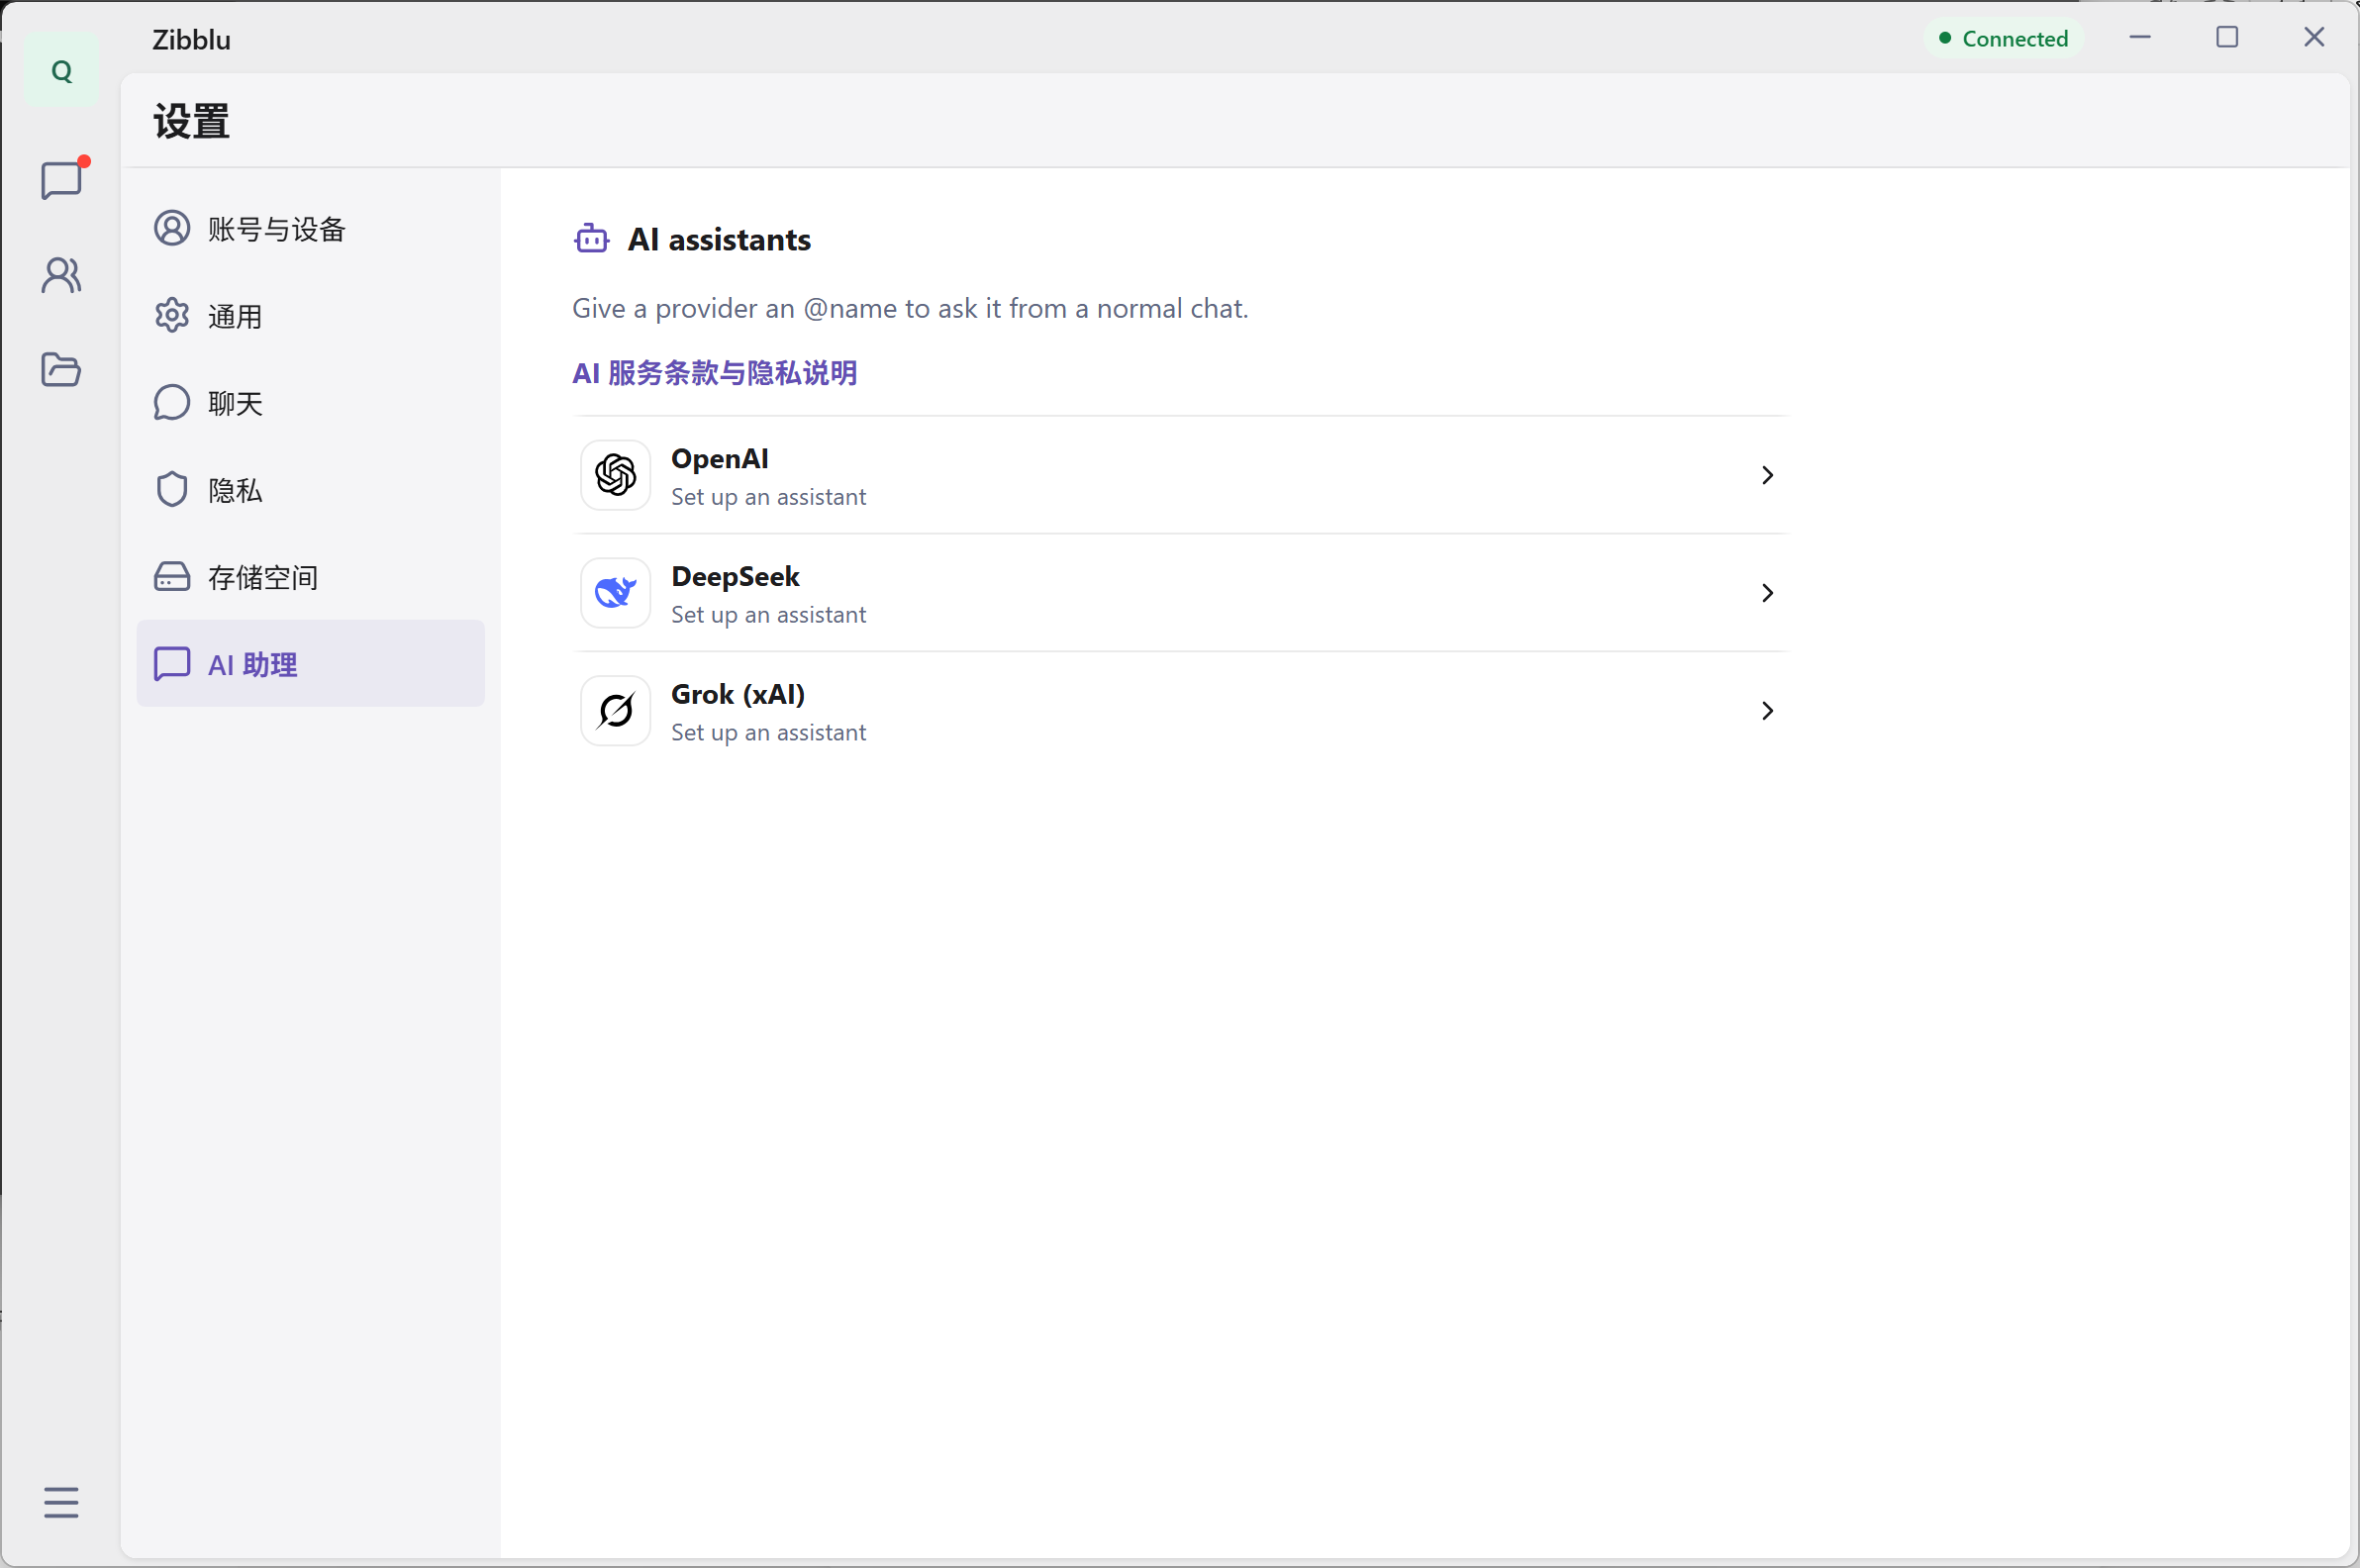 Zibblu
Connected
Q
设置
账号与设备
通用
聊天
隐私
存储空间
AI 助理
AI assistants
Give a provider an @name to ask it from a normal chat.
AI 服务条款与隐私说明
OpenAI
Set up an assistant
DeepSeek
Set up an assistant
Grok (xAI)
Set up an assistant